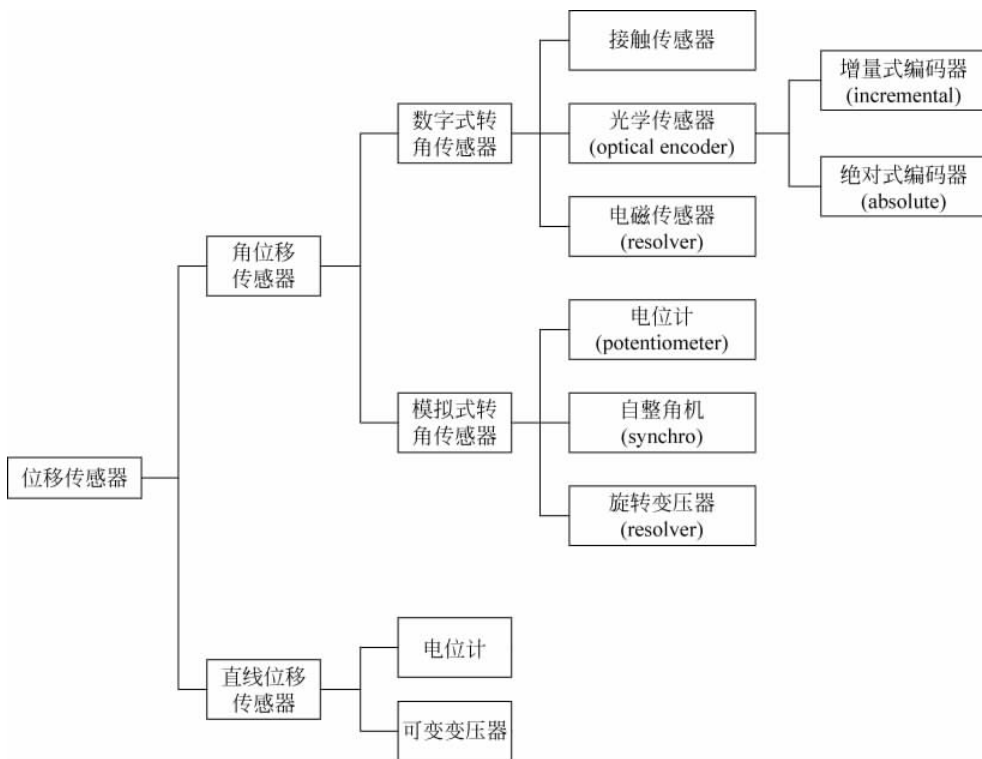 接触传感器
增量式编码器
(incremental)
数字式转
角传感器
光学传感器
(optical encoder)
绝对式编码器
(absolute)
电磁传感器
(resolver)
角位移
传感器
电位计
(potentiometer)
模拟式转
角传感器
自整角机
(synchro)
位移传感器
旋转变压器
(resolver)
电位计
直线位移
传感器
可变变压器